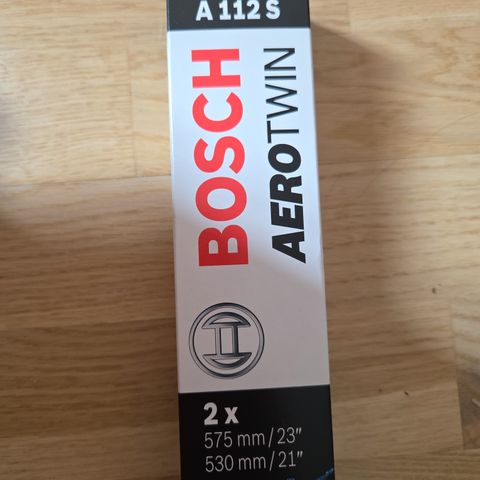 A 112 S
BOSCH
AEROTWIN
2 x
575 mm/23"
530 mm/21"